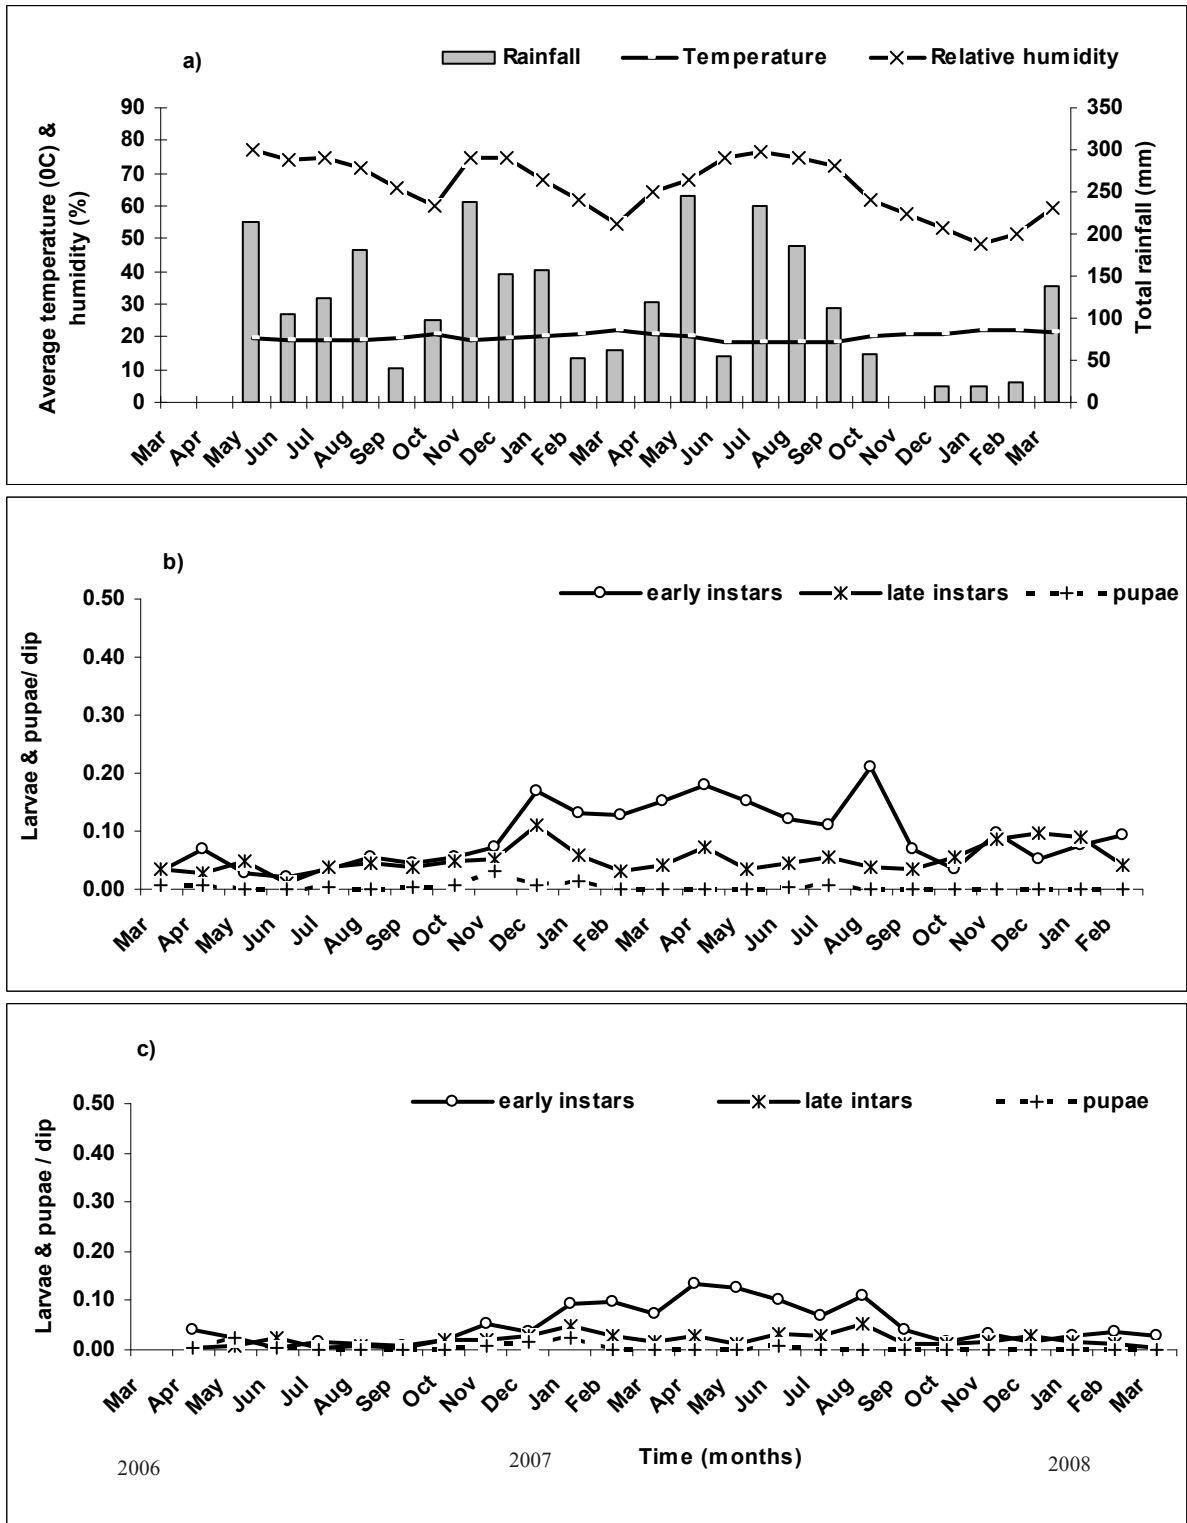 a)
Rainfall Temperature Relative humidity
Average temperature (0C) &
humidity (%)
90
80
70
60
50
40
30
20
10
0
350
300
250
200
150
100
50
0
Total rainfall (mm)
Mar Apr May Jun Jul Aug Sep Oct Nov Dec Jan Feb Mar Apr May Jun Jul Aug Sep Oct Nov Dec Jan Feb Mar
b)
early instars late instars pupae
Larvae & pupae/ dip
0.50
0.40
0.30
0.20
0.10
0.00
Mar Apr May Jun Jul Aug Sep Oct Nov Dec Jan Feb Mar Apr May Jun Jul Aug Sep Oct Nov Dec Jan Feb
c)
early instars late intars pupae
Larvae & pupae / dip
0.50
0.40
0.30
0.20
0.10
0.00
Mar Apr May Jun Jul Aug Sep Oct Nov Dec Jan Feb Mar Apr May Jun Jul Aug Sep Oct Nov Dec Jan Feb Mar
Time (months)
2006 2007 2008